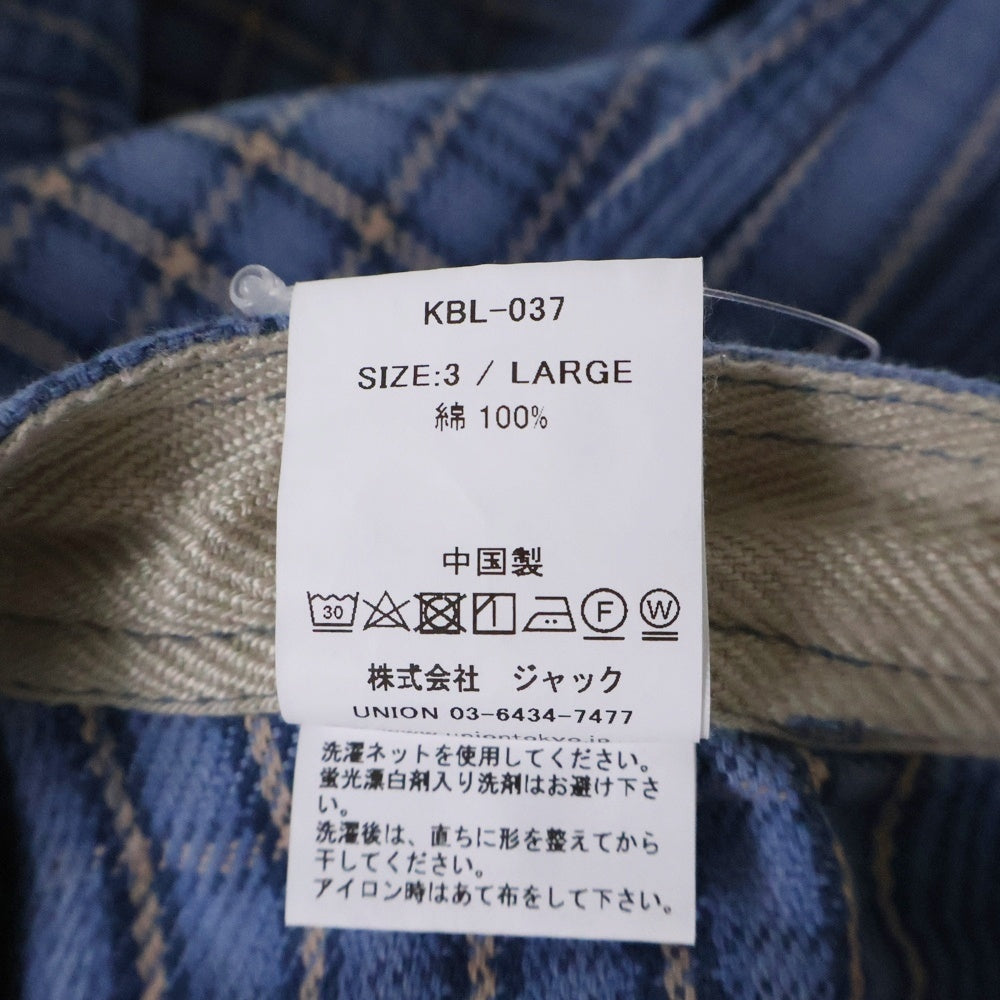 KBL-037
SIZE:3 / LARGE
綿 100%
中国製
30 F W
株式会社 ジャック
UNION 03-6434-7477
www.uniontokyo.jp
洗濯ネットを使用してください。
蛍光漂白剤入り洗剤はお避け下さ
い。
洗濯後は、直ちに形を整えてから
干してください。
アイロン時はあて布をして下さい。